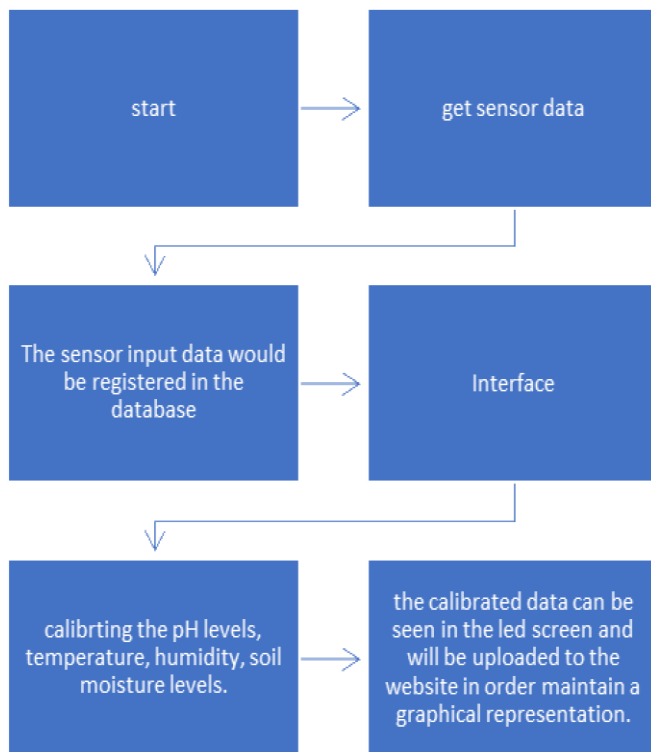 start
get sensor data
The sensor input data would
be registered in the
database
Interface
calibrting the pH levels,
temperature, humidity, soil
moisture levels.
the calibrated data can be
seen in the led screen and
will be uploaded to the
website in order maintain a
graphical representation.